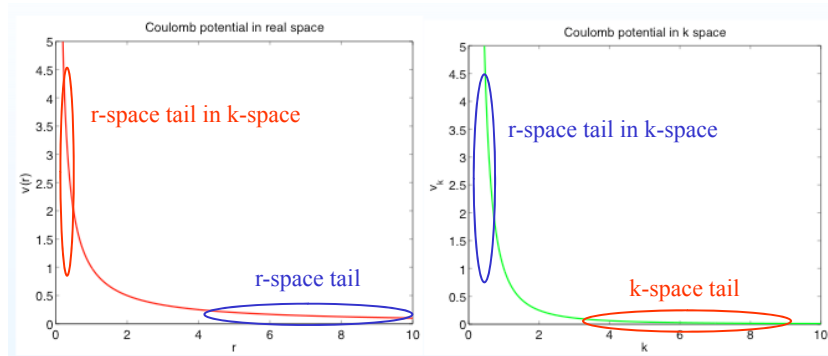 Coulomb potential in real space
5
4.5
4
3.5
3
2.5
2
1.5
1
0.5
0
v(r)
r-space tail in k-space
r-space tail
0 2 4 6 8 10
r
Coulomb potential in k space
5
4.5
4
3.5
3
2.5
2
1.5
1
0.5
0
v_k
r-space tail in k-space
k-space tail
0 2 4 6 8 10
k